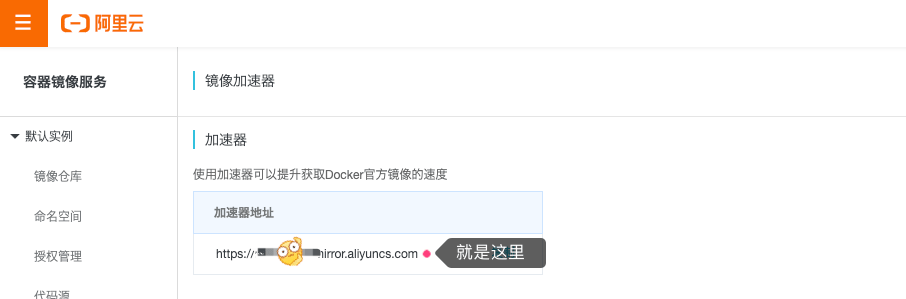 阿里云
容器镜像服务
镜像加速器
默认实例
加速器
镜像仓库
使用加速器可以提升获取Docker官方镜像的速度
命名空间
加速器地址
授权管理
https:// mirror.aliyuncs.com
就是这里
代码源